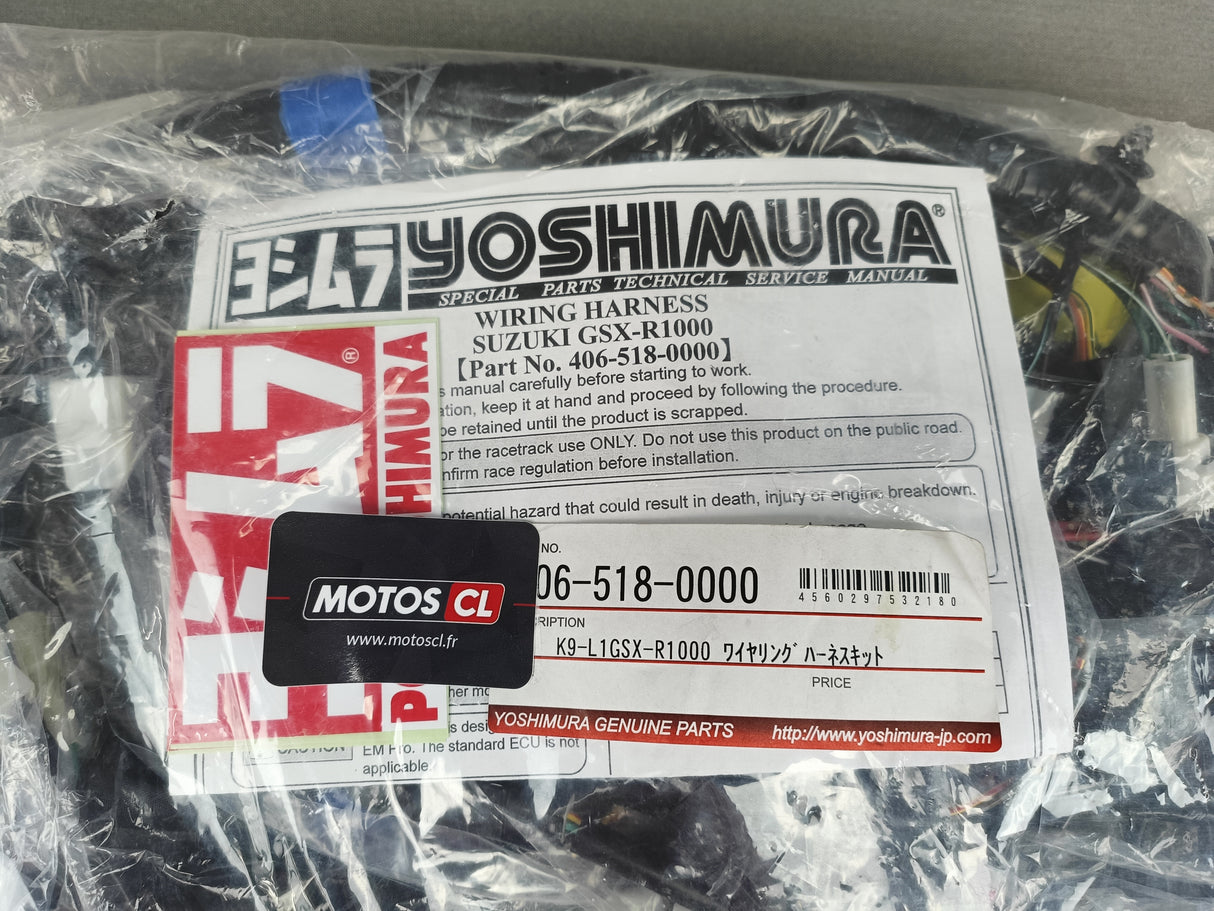 ヨシムラ YOSHIMURA®
SPECIAL PARTS TECHNICAL SERVICE MANUAL
WIRING HARNESS
SUZUKI GSX-R1000
【Part No. 406-518-0000】
manual carefully before starting to work.
keep it at hand and proceed by following the procedure.
be retained until the product is scrapped.
the racetrack use ONLY. Do not use this product on the public road.
race regulation before installation.
potential hazard that could result in death, injury or engine breakdown.
ヨシムラ®
HIMURA
MOTOS CL
www.motoscl.fr
NO.
06-518-0000
4560297532180
RIPTION
K9-L1GSX-R1000 ワイヤリングハーネスキット
PRICE
YOSHIMURA GENUINE PARTS http://www.yoshimura-jp.com
CAUTION
EM Pro. The standard ECU is not
applicable.